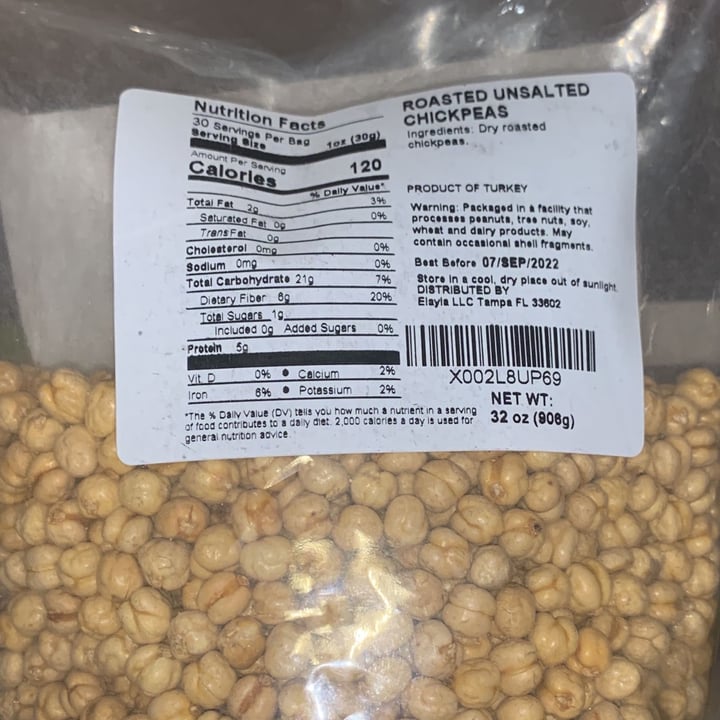 Nutrition Facts
30 Servings Per Bag
Serving Size 1oz (30g)
Amount Per Serving
Calories 120
% Daily Value*
Total Fat 2g 3%
Saturated Fat 0g 0%
Trans Fat 0g
Cholesterol 0mg 0%
Sodium 0mg 0%
Total Carbohydrate 21g 7%
Dietary Fiber 6g 20%
Total Sugars 1g
Included 0g Added Sugars 0%
Protein 5g
Vit. D 0% • Calcium 2%
Iron 6% • Potassium 2%
*The % Daily Value (DV) tells you how much a nutrient in a serving
of food contributes to a daily diet. 2,000 calories a day is used for
general nutrition advice.
ROASTED UNSALTED
CHICKPEAS
Ingredients: Dry roasted
chickpeas.
PRODUCT OF TURKEY
Warning: Packaged in a facility that
processes peanuts, tree nuts, soy,
wheat and dairy products. May
contain occasional shell fragments.
Best Before 07/SEP/2022
Store in a cool, dry place out of sunlight.
DISTRIBUTED BY
Elayla LLC Tampa FL 33602
X002L8UP69
NET WT:
32 oz (908g)